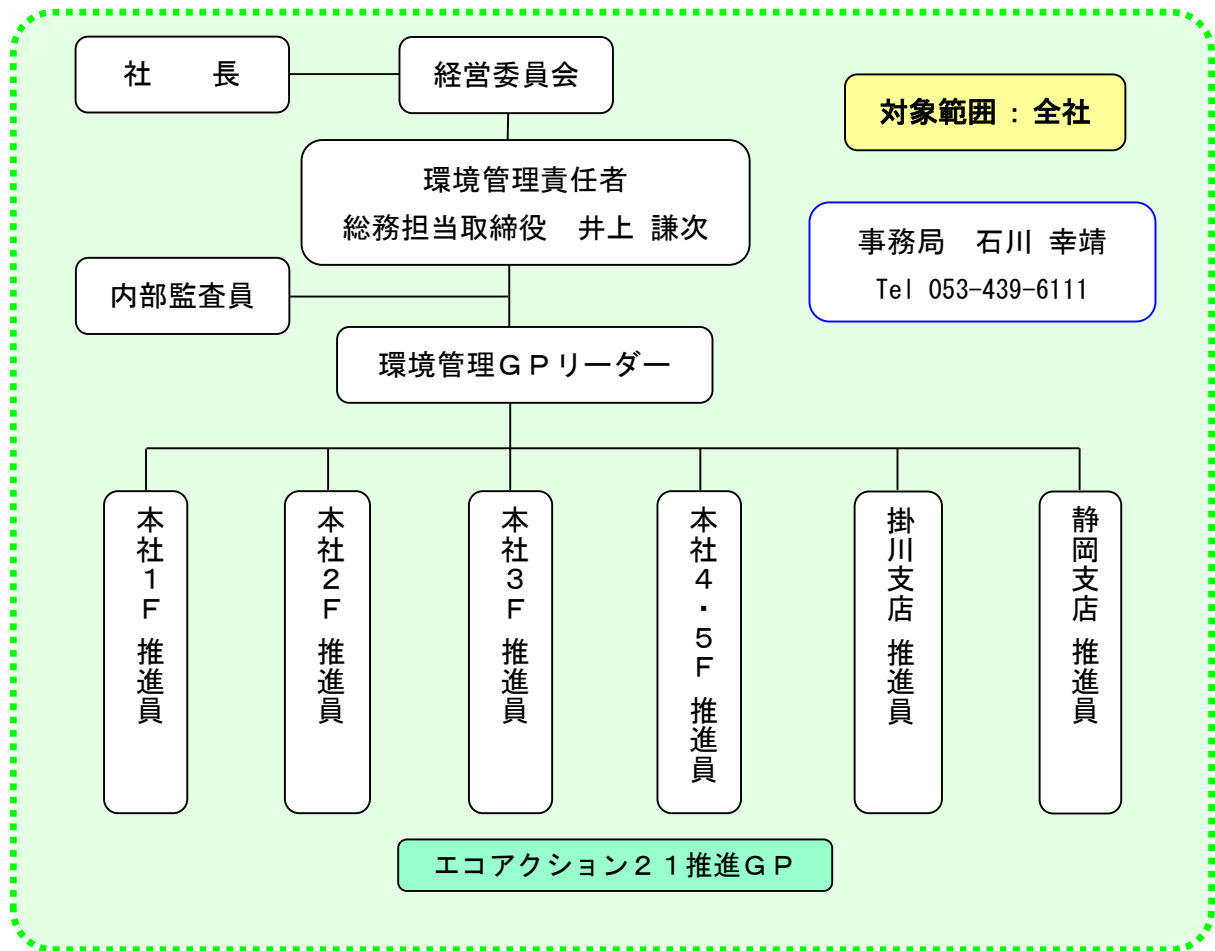 社　　長
経営委員会
対象範囲 : 全社
環境管理責任者
総務担当取締役　井上 謙次
事務局　石川 幸靖
Tel 053-439-6111
内部監査員
環境管理ＧＰリーダー
本社１Ｆ 推進員
本社２Ｆ 推進員
本社３Ｆ 推進員
本社４・５Ｆ 推進員
掛川支店 推進員
静岡支店 推進員
エコアクション２１推進ＧＰ